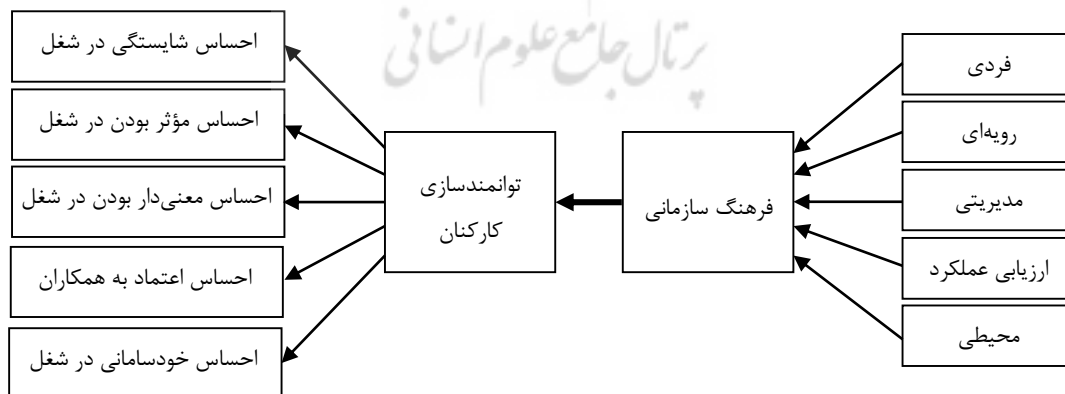 پرتال جامع علوم انسانی
فردی
رویه‌ای
مدیریتی
ارزیابی عملکرد
محیطی
فرهنگ سازمانی
توانمندسازی
کارکنان
احساس شایستگی در شغل
احساس مؤثر بودن در شغل
احساس معنی‌دار بودن در شغل
احساس اعتماد به همکاران
احساس خودسامانی در شغل